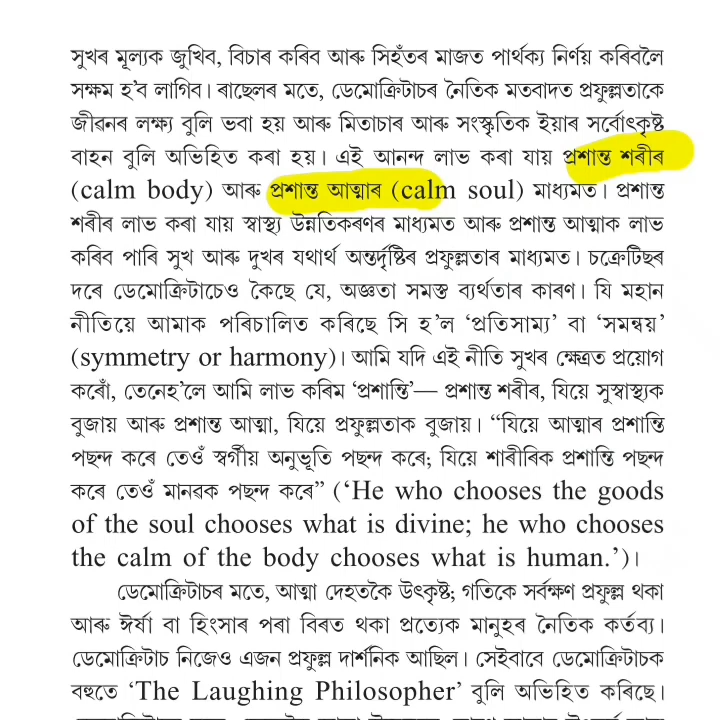 সুখৰ মূল্যক জুখিব, বিচাৰ কৰিব আৰু সিহঁতৰ মাজত পাৰ্থক্য নিৰ্ণয় কৰিবলৈ
সক্ষম হ’ব লাগিব। ৰাছেলৰ মতে, ডেমোক্ৰিটাচৰ নৈতিক মতবাদত প্ৰফুল্লতাকে
জীৱনৰ লক্ষ্য বুলি ভবা হয় আৰু মিতাচাৰ আৰু সংস্কৃতিক ইয়াৰ সৰ্বোৎকৃষ্ট
বাহন বুলি অভিহিত কৰা হয়। এই আনন্দ লাভ কৰা যায় প্ৰশান্ত শৰীৰ
(calm body) আৰু প্ৰশান্ত আত্মাৰ (calm soul) মাধ্যমত। প্ৰশান্ত
শৰীৰ লাভ কৰা যায় স্বাস্থ্য উন্নতিকৰণৰ মাধ্যমত আৰু প্ৰশান্ত আত্মাক লাভ
কৰিব পাৰি সুখ আৰু দুখৰ যথাৰ্থ অন্তৰ্দৃষ্টিৰ প্ৰফুল্লতাৰ মাধ্যমত। চক্ৰেটিছৰ
দৰে ডেমোক্ৰিটাচেও কৈছে যে, অজ্ঞতা সমস্ত ব্যৰ্থতাৰ কাৰণ। যি মহান
নীতিয়ে আমাক পৰিচালিত কৰিছে সি হ’ল ‘প্ৰতিসাম্য’ বা ‘সমন্বয়’
(symmetry or harmony)। আমি যদি এই নীতি সুখৰ ক্ষেত্ৰত প্ৰয়োগ
কৰোঁ, তেনেহ’লে আমি লাভ কৰিম ‘প্ৰশান্তি’— প্ৰশান্ত শৰীৰ, যিয়ে সুস্বাস্থ্যক
বুজায় আৰু প্ৰশান্ত আত্মা, যিয়ে প্ৰফুল্লতাক বুজায়। “যিয়ে আত্মাৰ প্ৰশান্তি
পছন্দ কৰে তেওঁ স্বৰ্গীয় অনুভূতি পছন্দ কৰে; যিয়ে শাৰীৰিক প্ৰশান্তি পছন্দ
কৰে তেওঁ মানৱক পছন্দ কৰে” (‘He who chooses the goods
of the soul chooses what is divine; he who chooses
the calm of the body chooses what is human.’)।
ডেমোক্ৰিটাচৰ মতে, আত্মা দেহতকৈ উৎকৃষ্ট; গতিকে সৰ্বক্ষণ প্ৰফুল্ল থকা
আৰু ঈৰ্ষা বা হিংসাৰ পৰা বিৰত থকা প্ৰত্যেক মানুহৰ নৈতিক কৰ্তব্য।
ডেমোক্ৰিটাচ নিজেও এজন প্ৰফুল্ল দাৰ্শনিক আছিল। সেইবাবে ডেমোক্ৰিটাচক
বহুতে ‘The Laughing Philosopher’ বুলি অভিহিত কৰিছে।